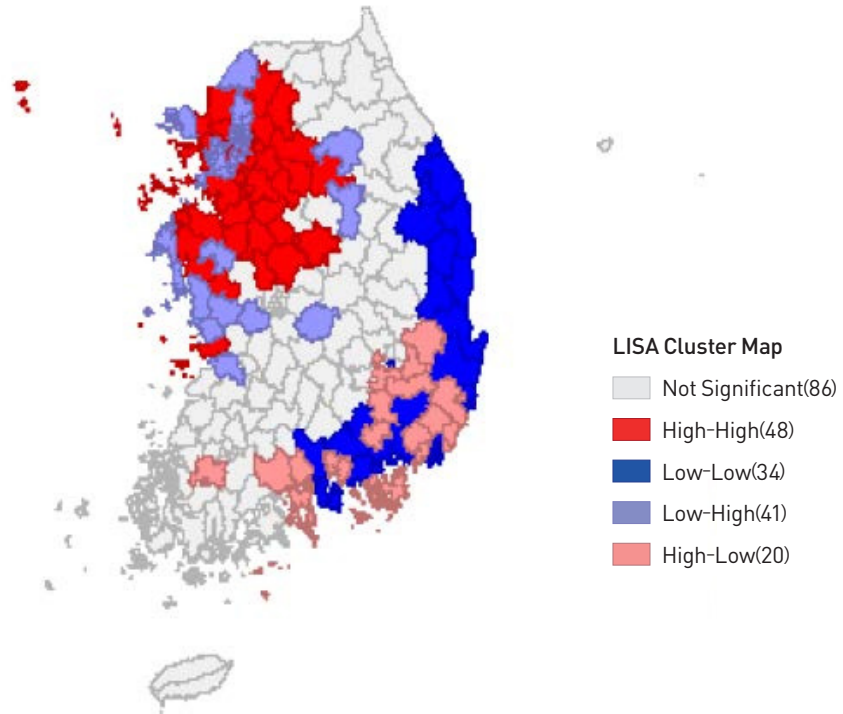 LISA Cluster Map
Not Significant(86)
High-High(48)
Low-Low(34)
Low-High(41)
High-Low(20)